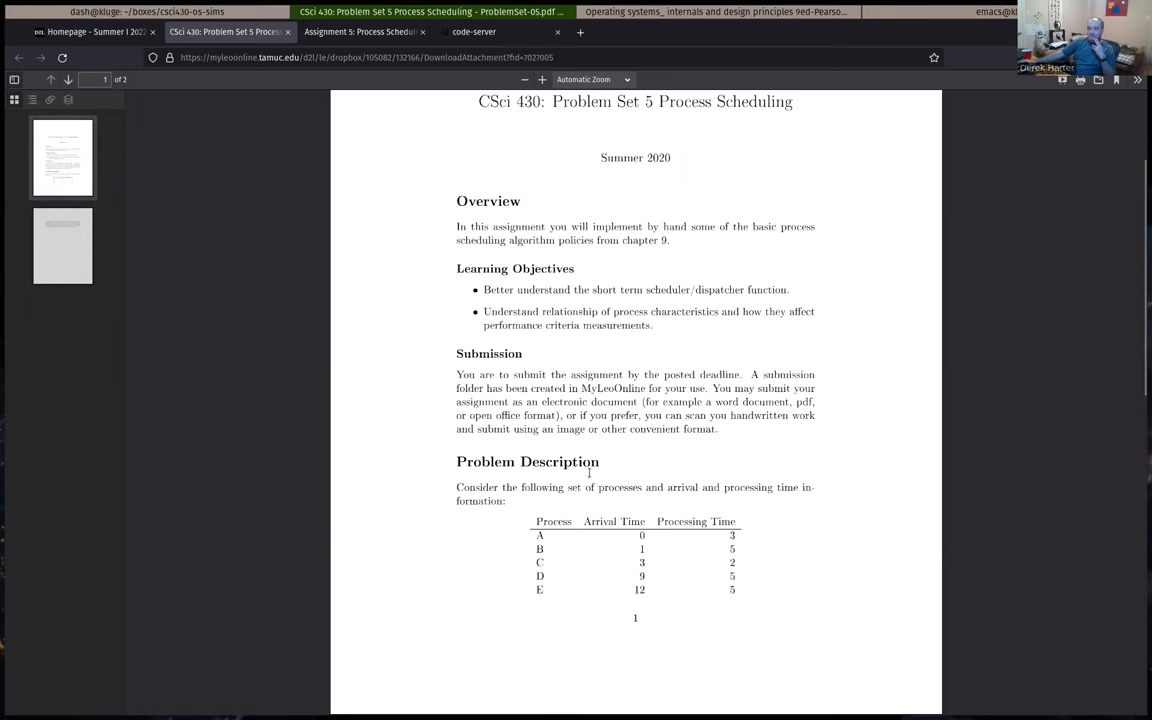 dash@kluge: ~/boxes/csci430-os-sims
CSci 430: Problem Set 5 Process Scheduling - ProblemSet-05.pdf ...
Operating systems_ internals and design principles 9ed-Pearso...
emacs@kl
Homepage - Summer I 2022
CSci 430: Problem Set 5 Process
Assignment 5: Process Schedul
code-server
https://myleoonline.tamuc.edu/d2l/le/dropbox/105082/132166/DownloadAttachment?fid=7027005
Derek Harter
1 of 2
Automatic Zoom
CSci 430: Problem Set 5 Process Scheduling
Summer 2020
Overview
In this assignment you will implement by hand some of the basic process
scheduling algorithm policies from chapter 9.
Learning Objectives
• Better understand the short term scheduler/dispatcher function.
• Understand relationship of process characteristics and how they affect
performance criteria measurements.
Submission
You are to submit the assignment by the posted deadline. A submission
folder has been created in MyLeoOnline for your use. You may submit your
assignment as an electronic document (for example a word document, pdf,
or open office format), or if you prefer, you can scan you handwritten work
and submit using an image or other convenient format.
Problem Description
Consider the following set of processes and arrival and processing time in-
formation:
Process Arrival Time Processing Time
A 0 3
B 1 5
C 3 2
D 9 5
E 12 5
1